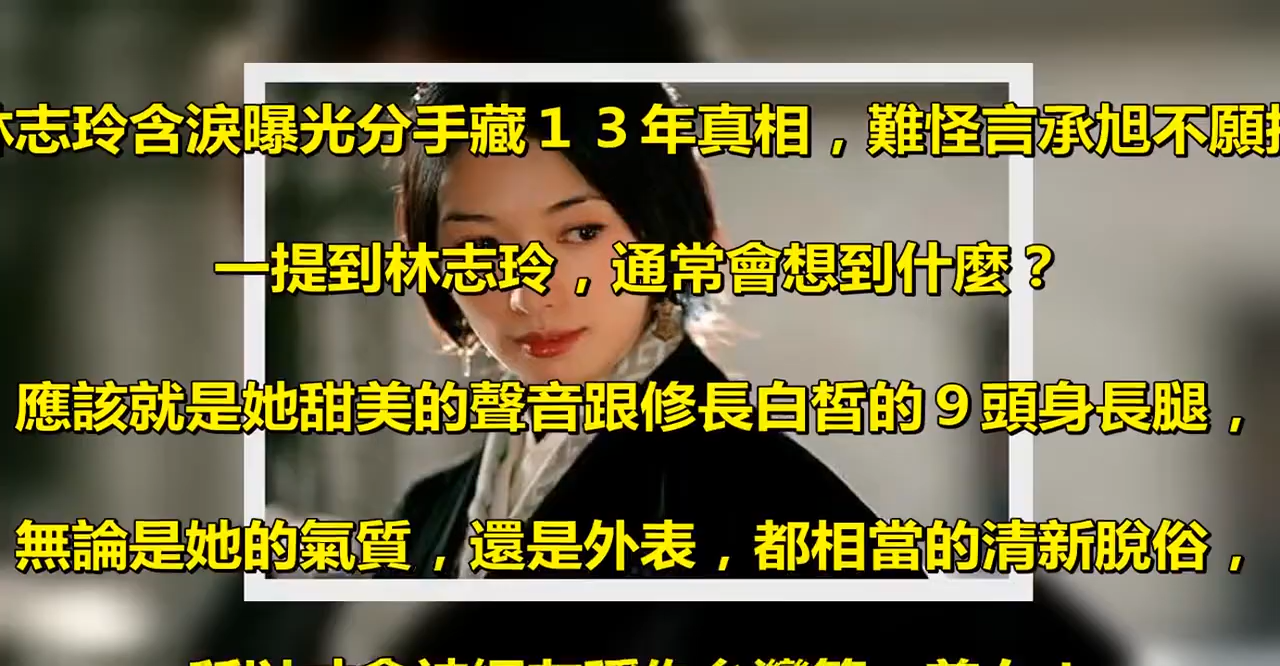 林志玲含淚曝光分手藏１３年真相，難怪言承旭不願
一提到林志玲，通常會想到什麼？
應該就是她甜美的聲音跟修長白皙的９頭身長腿，
無論是她的氣質，還是外表，都相當的清新脫俗，